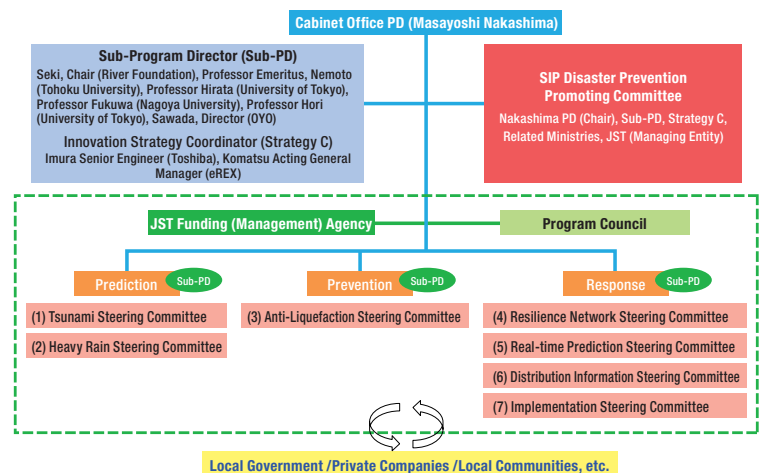 Cabinet Office PD (Masayoshi Nakashima)
Sub-Program Director (Sub-PD)
Seki, Chair (River Foundation), Professor Emeritus, Nemoto
(Tohoku University), Professor Hirata (University of Tokyo),
Professor Fukuwa (Nagoya University), Professor Hori
(University of Tokyo), Sawada, Director (OYO)
Innovation Strategy Coordinator (Strategy C)
Imura Senior Engineer (Toshiba), Komatsu Acting General
Manager (eREX)
SIP Disaster Prevention
Promoting Committee
Nakashima PD (Chair), Sub-PD, Strategy C,
Related Ministries, JST (Managing Entity)
JST Funding (Management) Agency
Program Council
Prediction
Sub-PD
(1) Tsunami Steering Committee
(2) Heavy Rain Steering Committee
Prevention
Sub-PD
(3) Anti-Liquefaction Steering Committee
Response
Sub-PD
(4) Resilience Network Steering Committee
(5) Real-time Prediction Steering Committee
(6) Distribution Information Steering Committee
(7) Implementation Steering Committee
Local Government /Private Companies /Local Communities, etc.